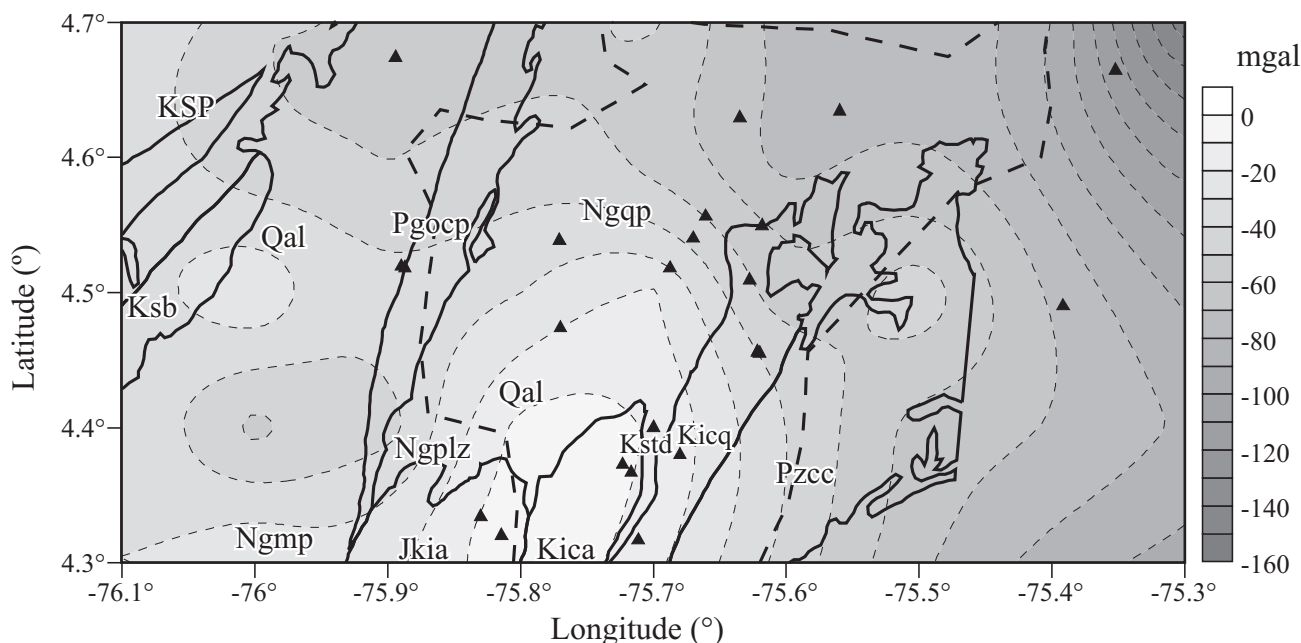 4.7°
mgal
0
KSP
-20
4.6°
-40
Ngqp
Pgocp
Qal
-60
4.5°
Ksb
-80
Latitude (º)
Qal
-100
4.4°
Kstd
Kicq
Ngplz
-120
Pzcc
-140
Ngmp
Jkia
Kica
4.3°
-160
-76.1°
-76°
-75.9°
-75.8°
-75.7°
-75.6°
-75.5°
-75.4°
-75.3°
Longitude (°)